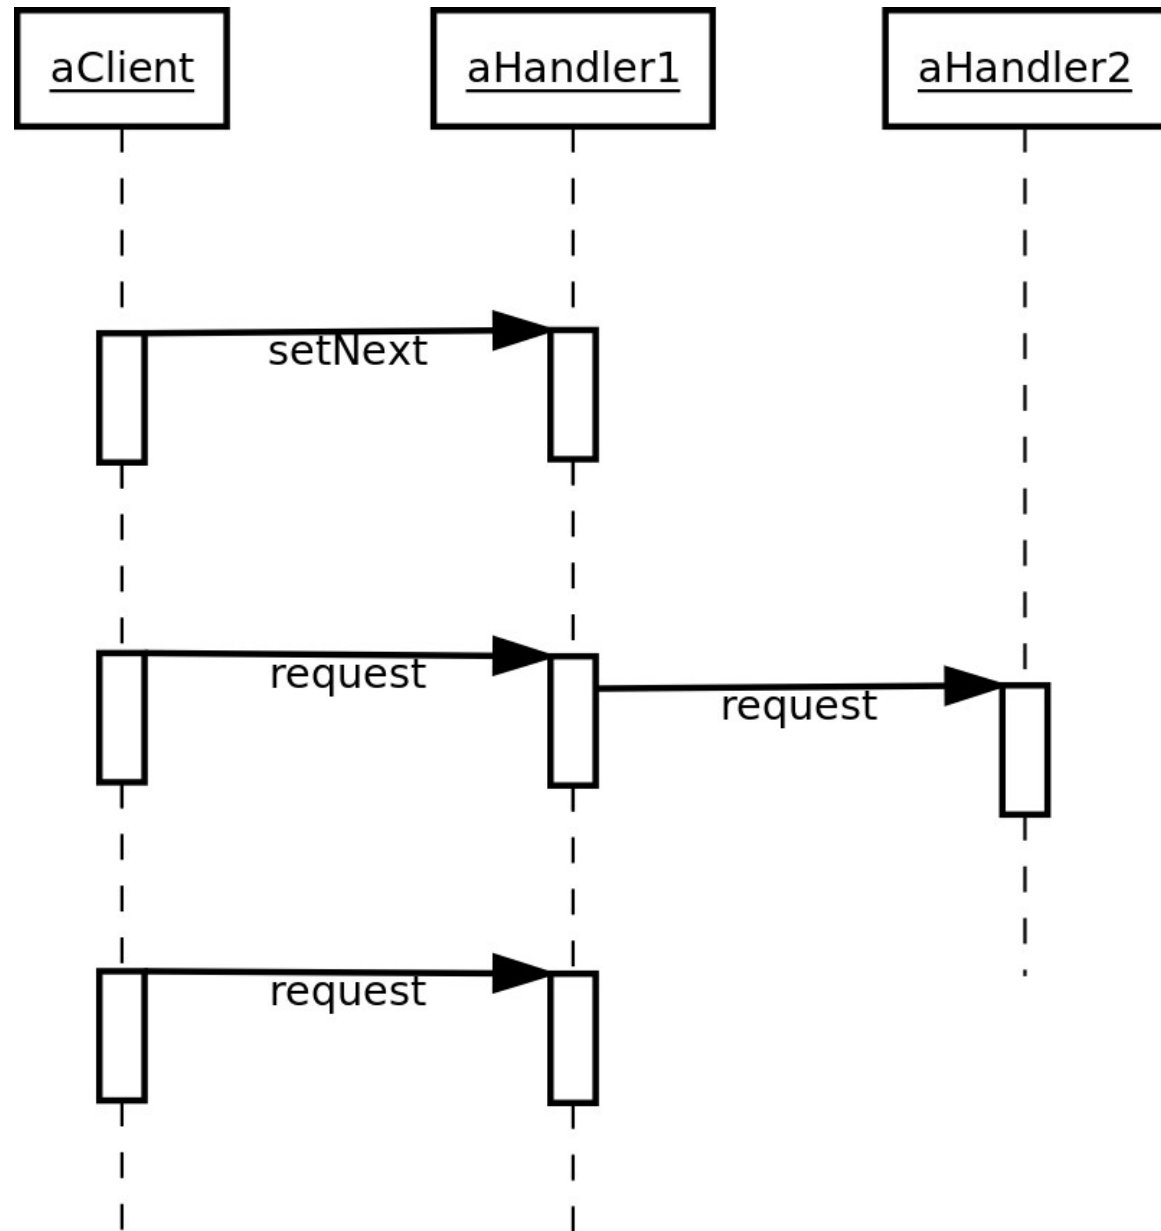 aClient
aHandler1
aHandler2
setNext
request
request
request